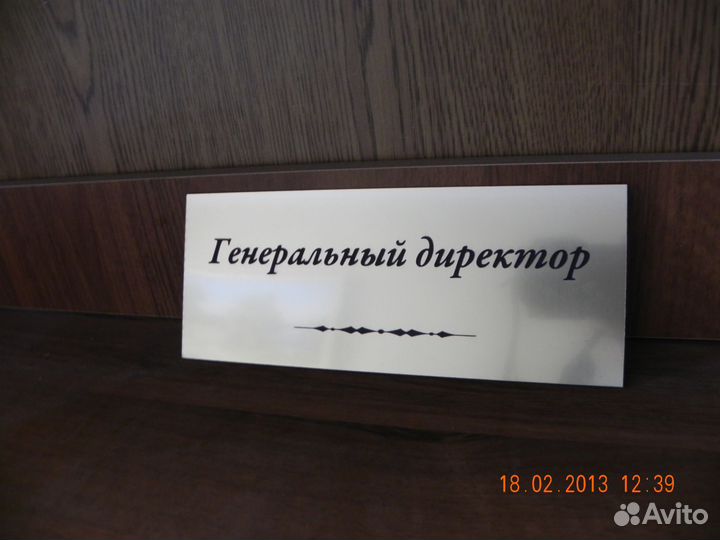 Генеральный директор
18.02.2013 12:39
Avito